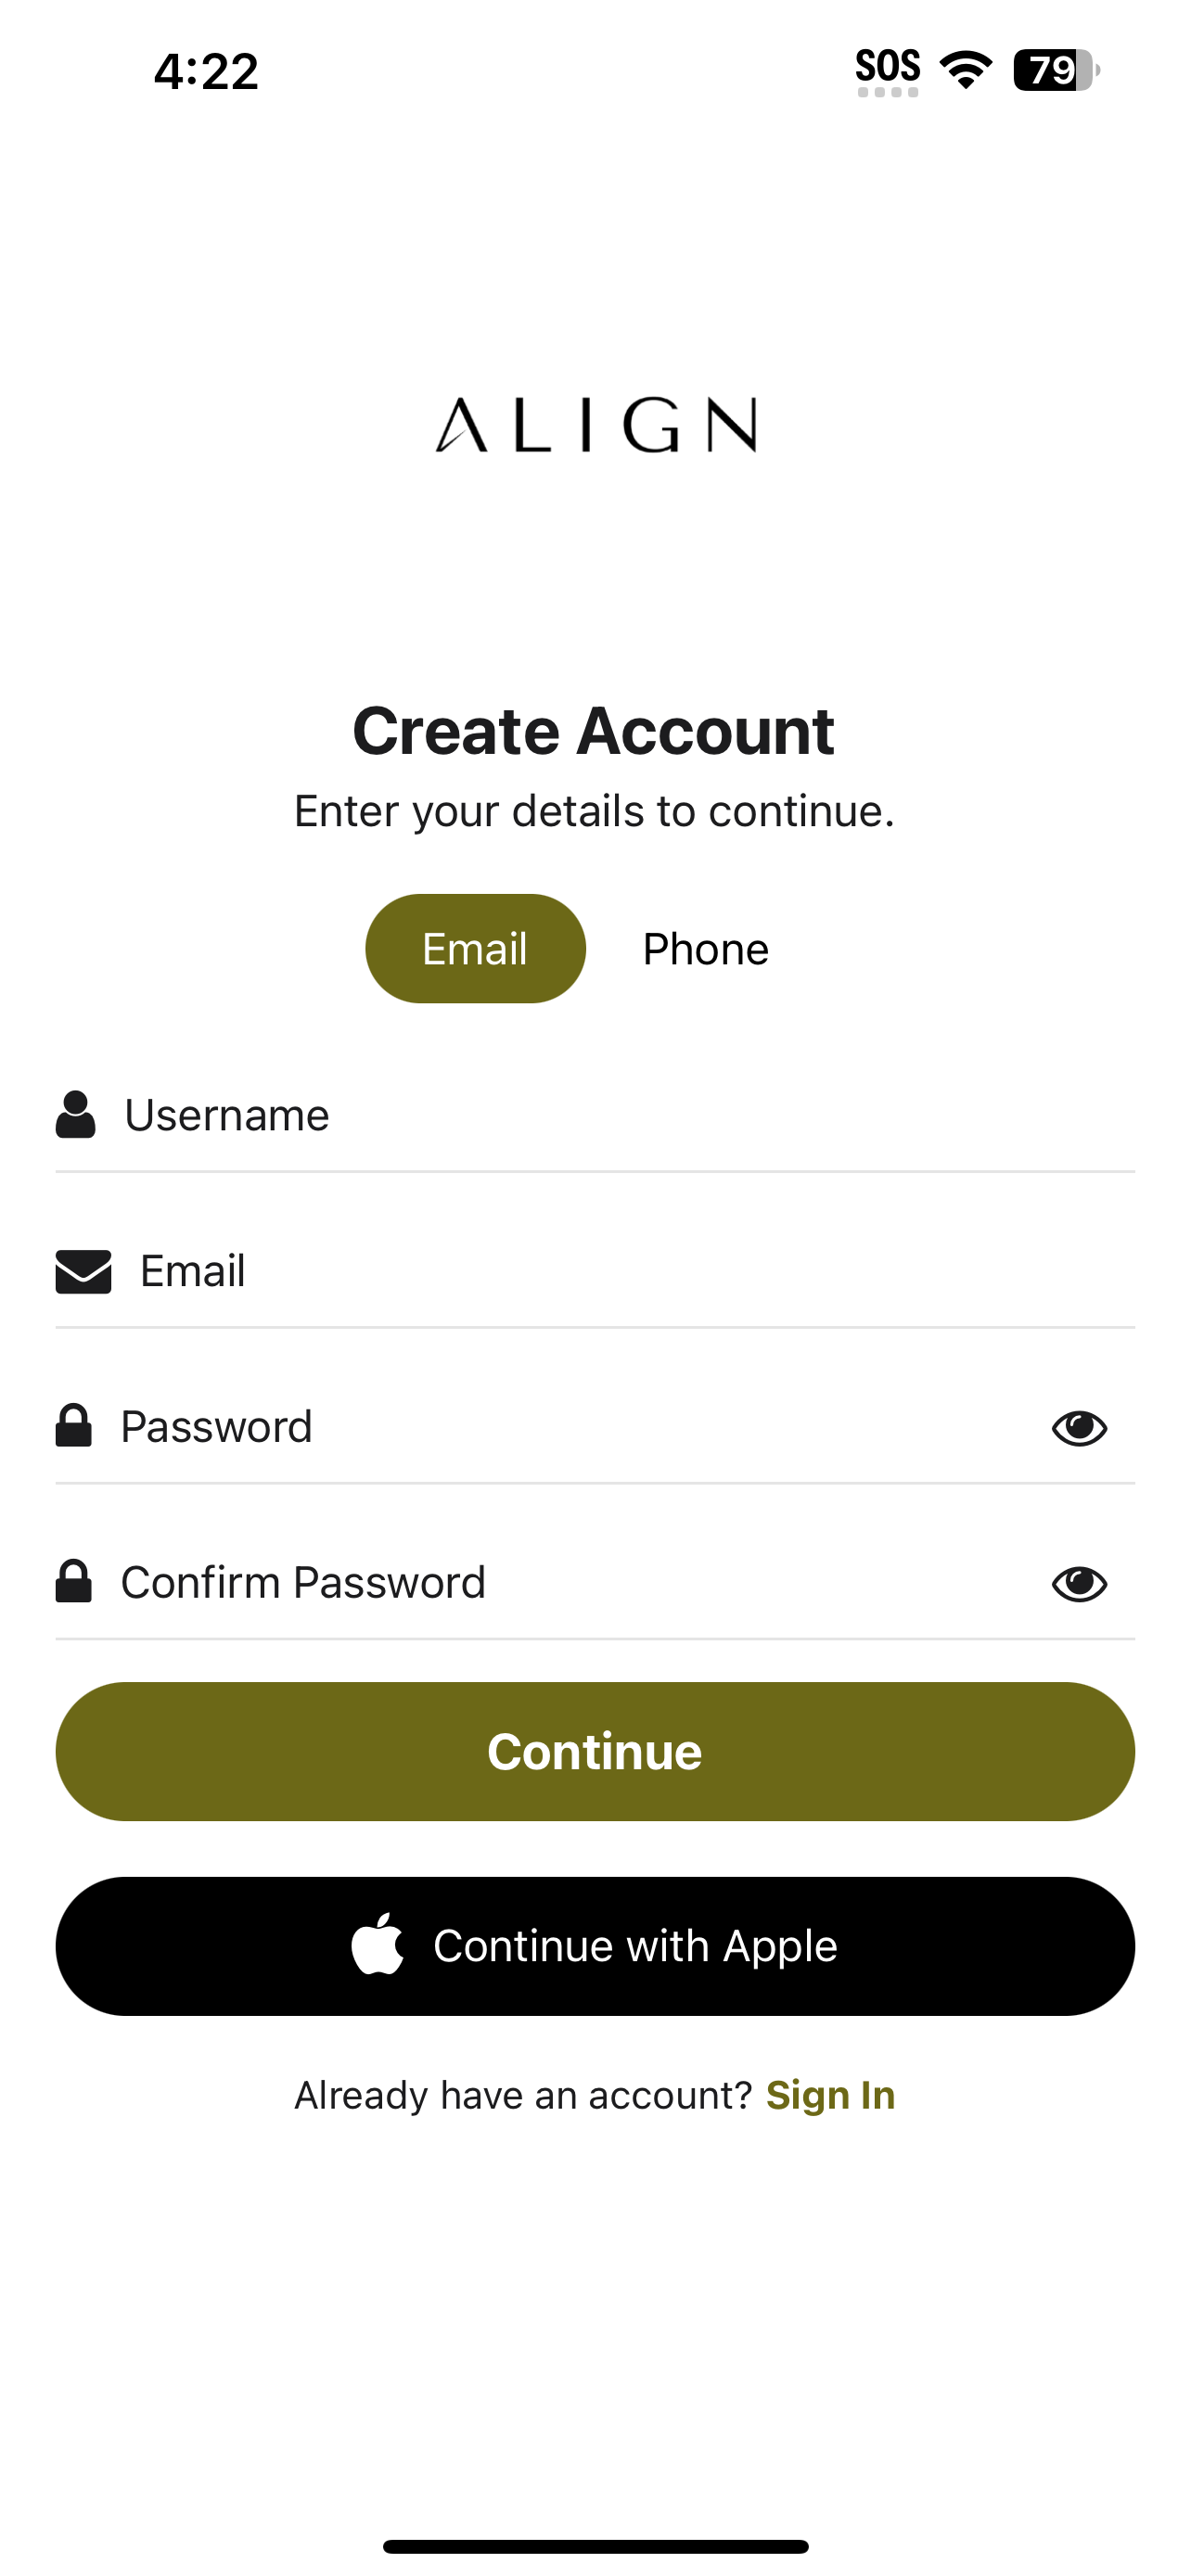 4:22
SOS
79
ALIGN
Create Account
Enter your details to continue.
Email
Phone
Username
Email
Password
Confirm Password
Continue
Continue with Apple
Already have an account? Sign In